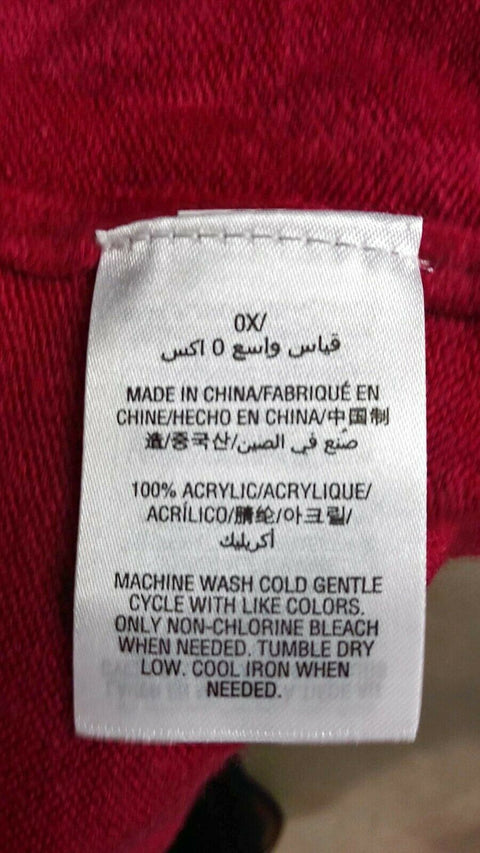 0X/
قياس واسع 0 اكس
MADE IN CHINA/FABRIQUÉ EN
CHINE/HECHO EN CHINA/中国制
造/중국산/صُنع في الصين
100% ACRYLIC/ACRYLIQUE/
ACRÍLICO/腈纶/아크릴/
أكريليك
MACHINE WASH COLD GENTLE
CYCLE WITH LIKE COLORS.
ONLY NON-CHLORINE BLEACH
WHEN NEEDED. TUMBLE DRY
LOW. COOL IRON WHEN
NEEDED.